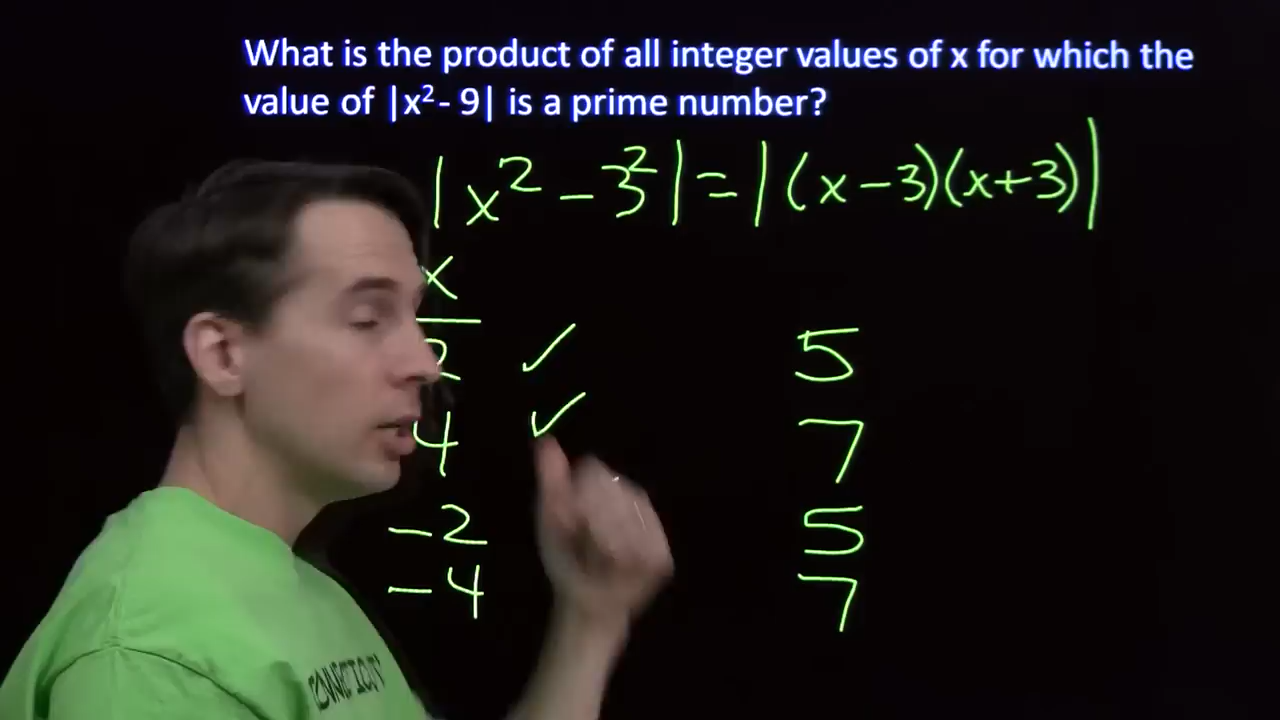 What is the product of all integer values of x for which the
value of |x²- 9| is a prime number?
|x² - 3²| = |(x-3)(x+3)|
x
2 ✓ 5
4 ✓ 7
-2 5
-4 7